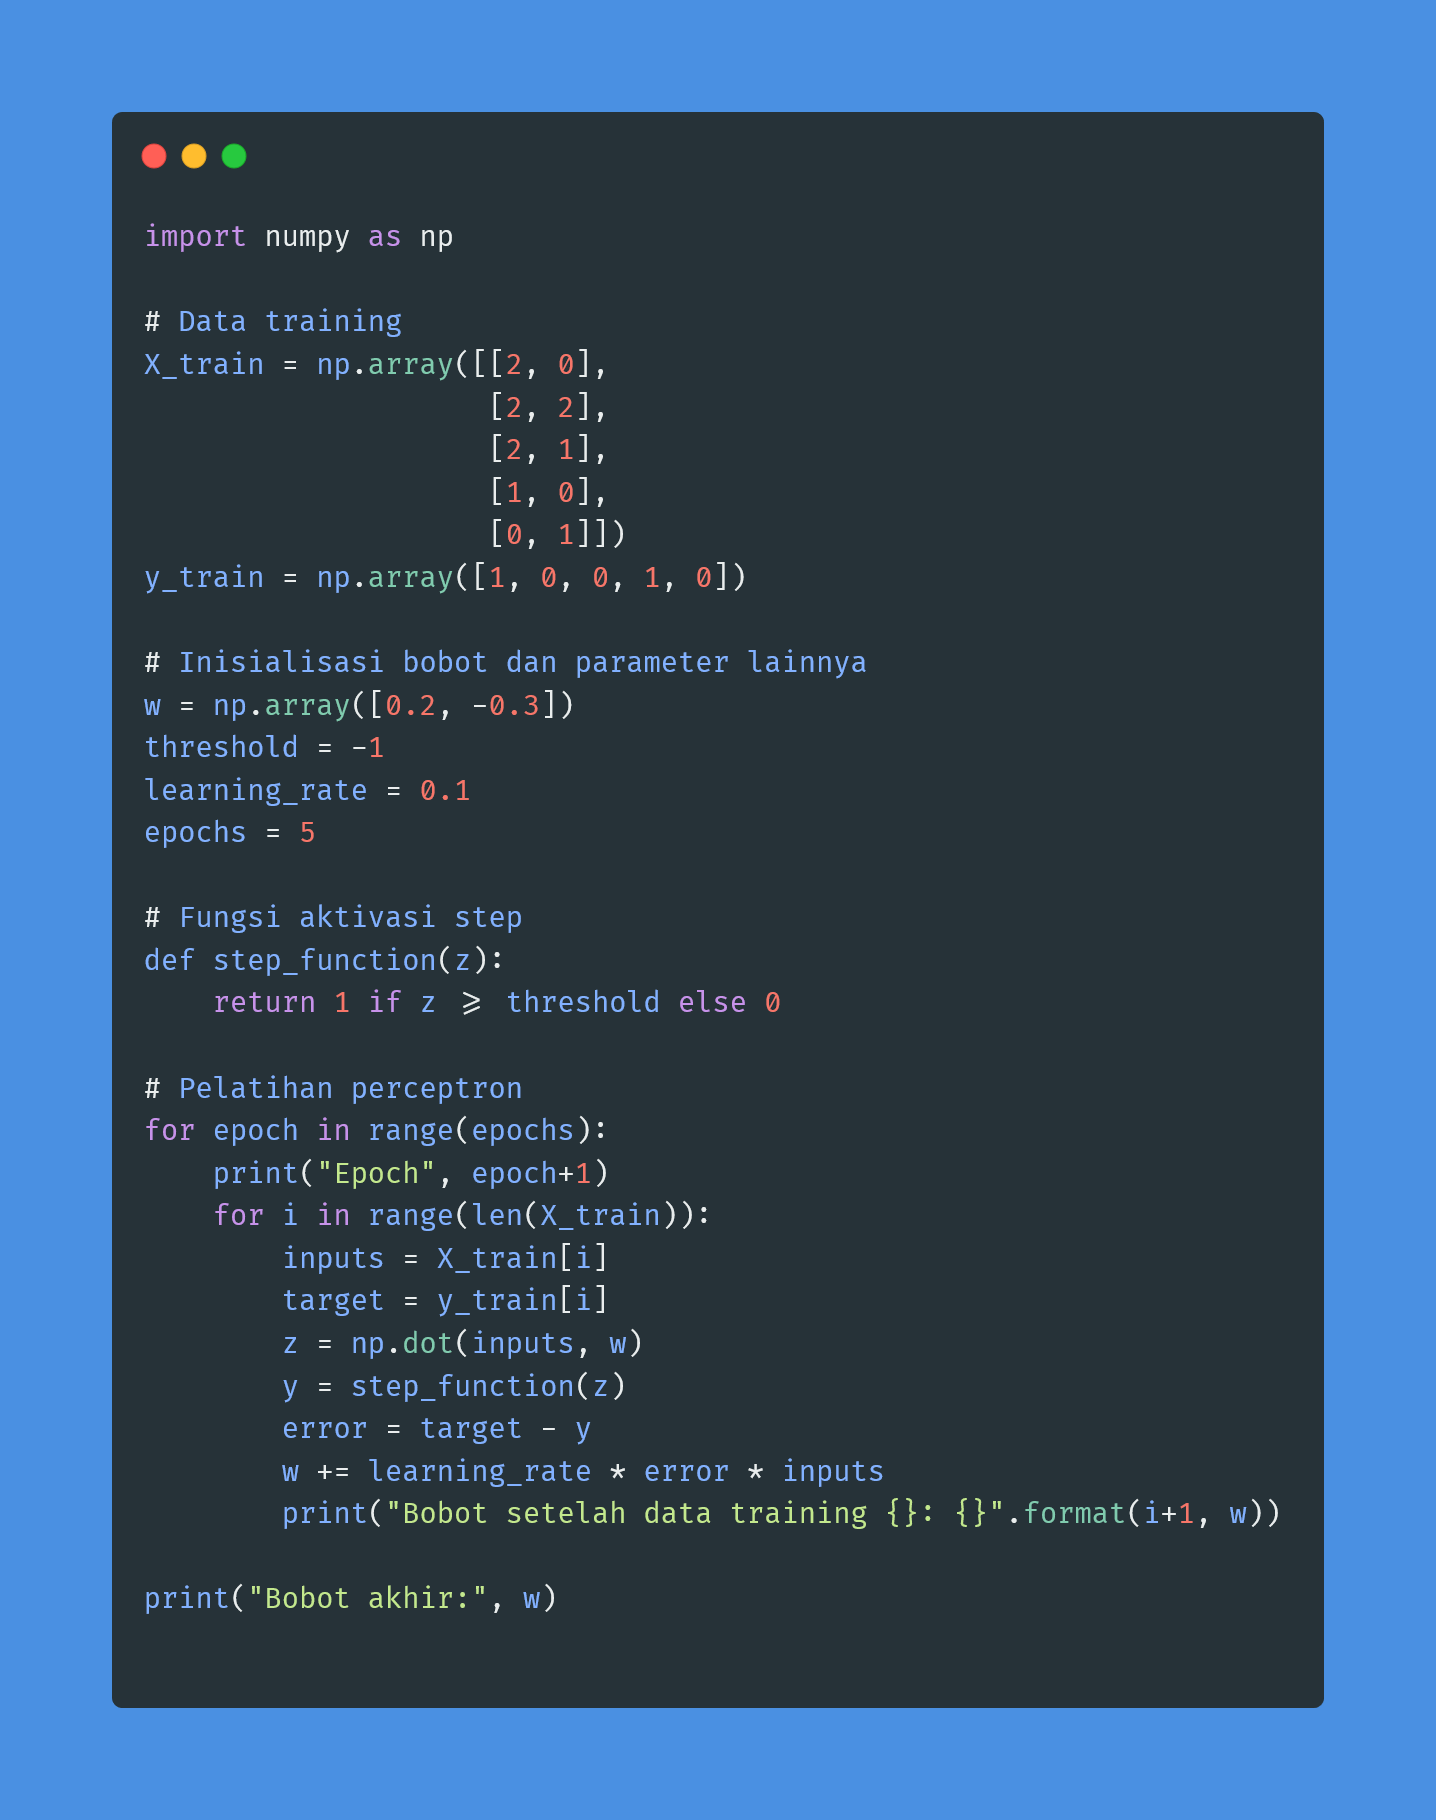 import numpy as np
# Data training
X_train = np.array([[2, 0],
[2, 2],
[2, 1],
[1, 0],
[0, 1]])
y_train = np.array([1, 0, 0, 1, 0])
# Inisialisasi bobot dan parameter lainnya
w = np.array([0.2, -0.3])
threshold = -1
learning_rate = 0.1
epochs = 5
# Fungsi aktivasi step
def step_function(z):
return 1 if z >= threshold else 0
# Pelatihan perceptron
for epoch in range(epochs):
print("Epoch", epoch+1)
for i in range(len(X_train)):
inputs = X_train[i]
target = y_train[i]
z = np.dot(inputs, w)
y = step_function(z)
error = target - y
w += learning_rate * error * inputs
print("Bobot setelah data training {}: {}".format(i+1, w))
print("Bobot akhir:", w)